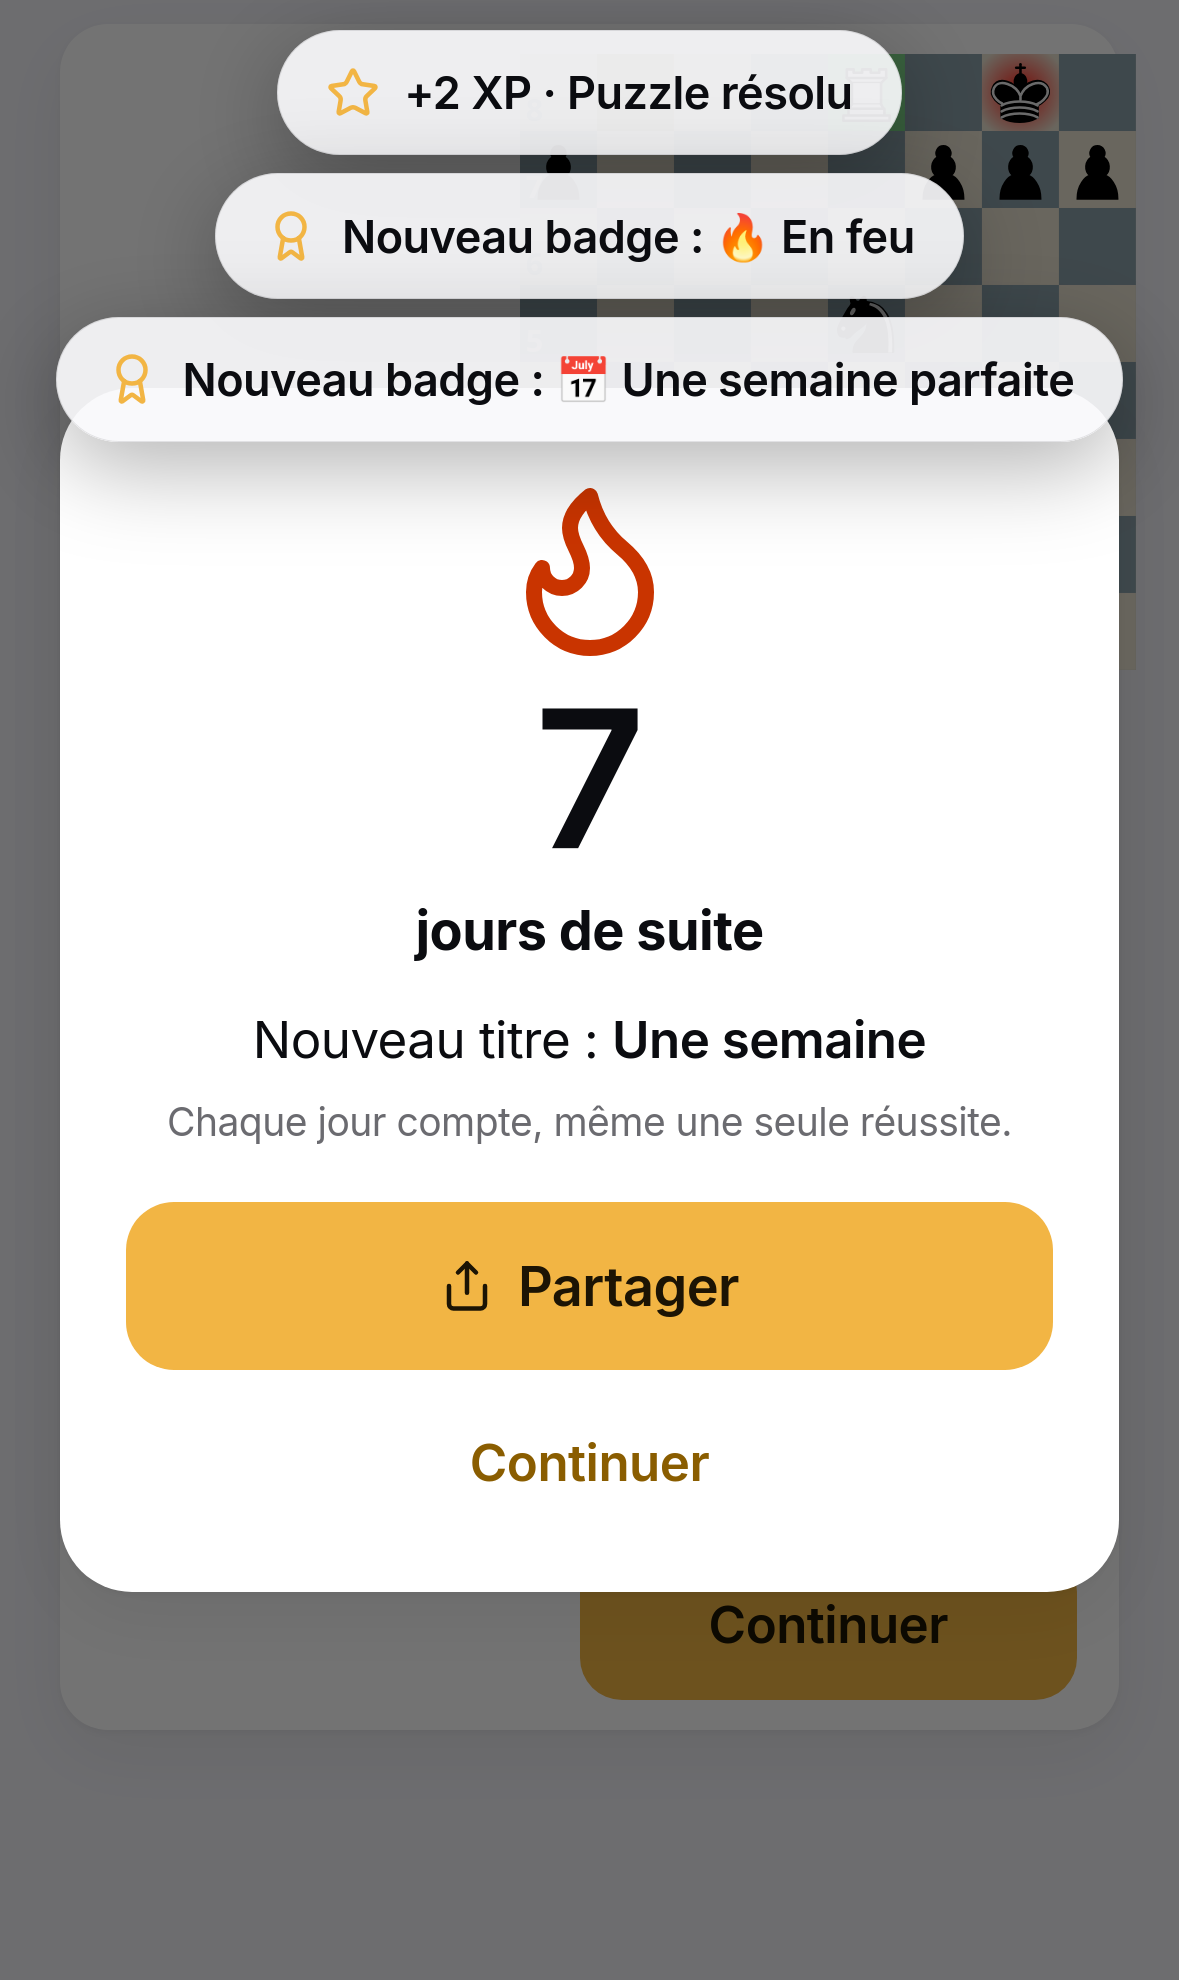 +2 XP · Puzzle résolu
Nouveau badge : 🔥 En feu
Nouveau badge : 📅 Une semaine parfaite
7
jours de suite
Nouveau titre : Une semaine
Chaque jour compte, même une seule réussite.
Partager
Continuer
Continuer